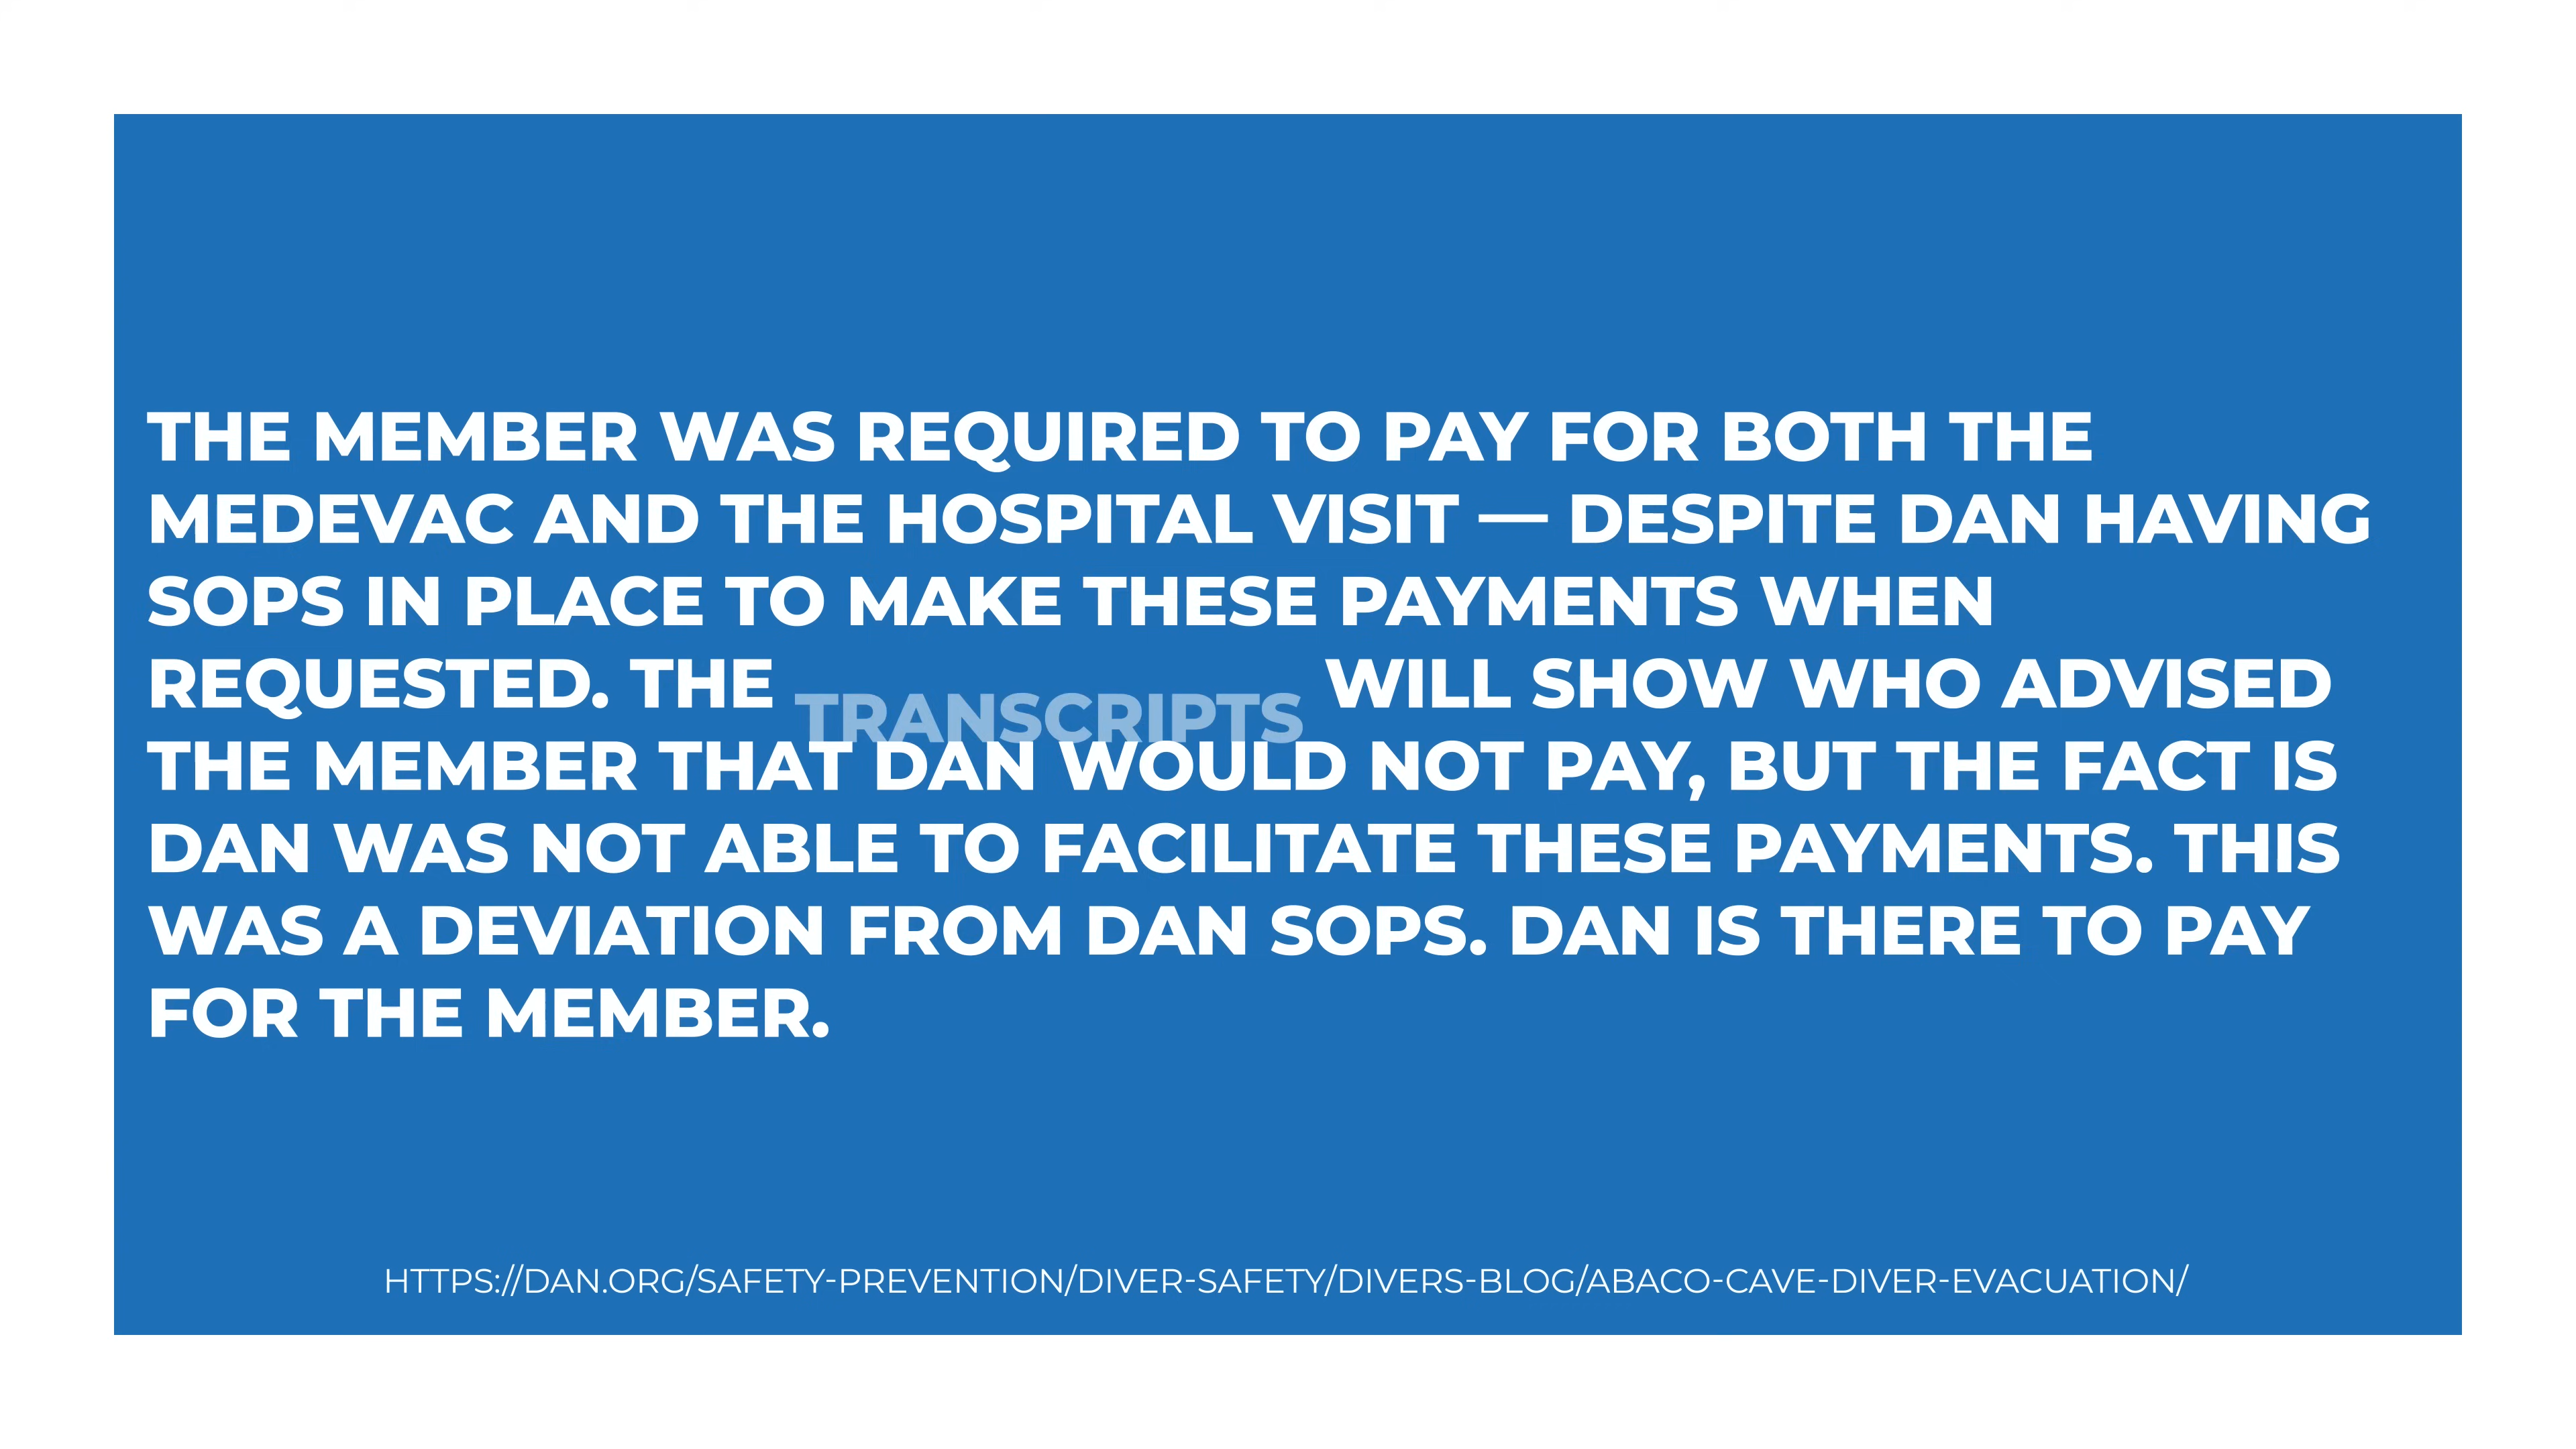 THE MEMBER WAS REQUIRED TO PAY FOR BOTH THE
MEDEVAC AND THE HOSPITAL VISIT — DESPITE DAN HAVING
SOPS IN PLACE TO MAKE THESE PAYMENTS WHEN
REQUESTED. THE TRANSCRIPTS WILL SHOW WHO ADVISED
THE MEMBER THAT DAN WOULD NOT PAY, BUT THE FACT IS
DAN WAS NOT ABLE TO FACILITATE THESE PAYMENTS. THIS
WAS A DEVIATION FROM DAN SOPS. DAN IS THERE TO PAY
FOR THE MEMBER.
HTTPS://DAN.ORG/SAFETY-PREVENTION/DIVER-SAFETY/DIVERS-BLOG/ABACO-CAVE-DIVER-EVACUATION/